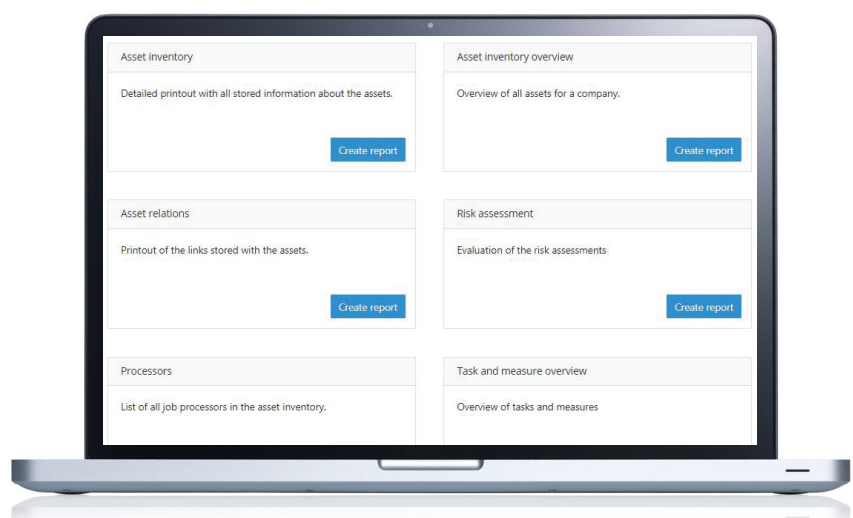 Asset inventory
Detailed printout with all stored information about the assets.
Create report
Asset inventory overview
Overview of all assets for a company.
Create report
Asset relations
Printout of the links stored with the assets.
Create report
Risk assessment
Evaluation of the risk assessments
Create report
Processors
List of all job processors in the asset inventory.
Task and measure overview
Overview of tasks and measures